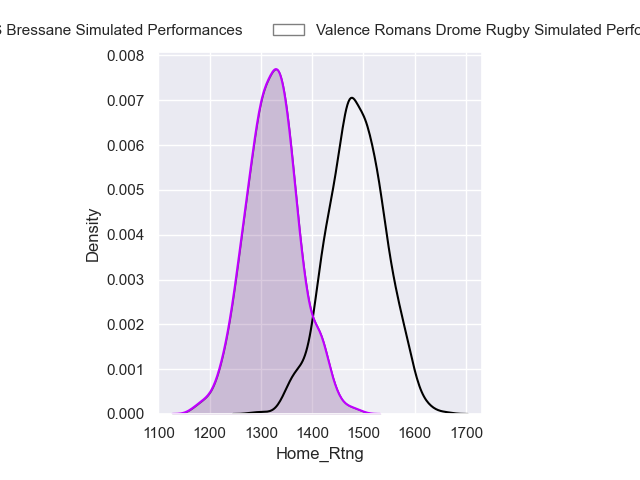 Bressane Simulated Performances
Valence Romans Drome Rugby Simulated
0.008
0.007
0.006
0.005
0.004
0.003
0.002
0.001
0.000
Density
1100 1200 1300 1400 1500 1600 1700
Home_Rtng